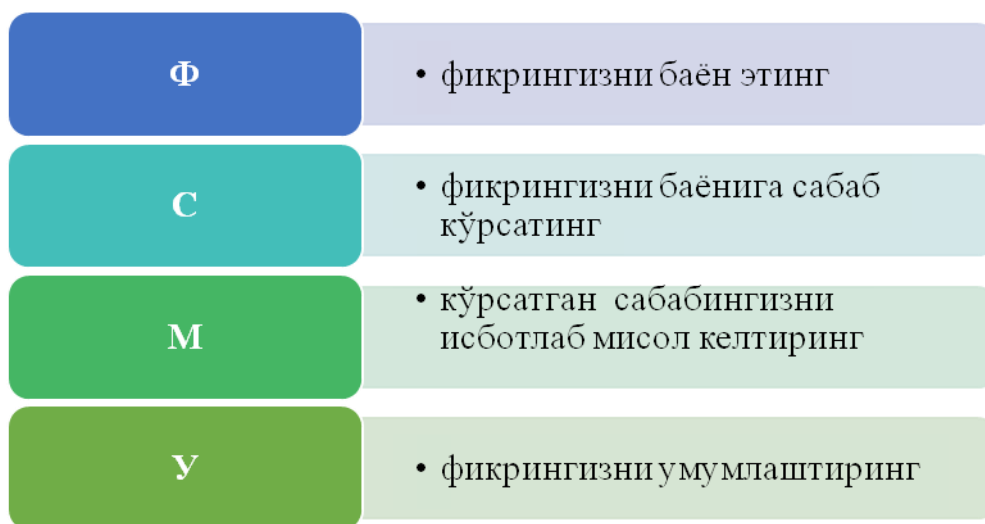 Ф
• фикрингизни баён этинг
С
• фикрингизни баёнига сабаб
кўрсатинг
М
• кўрсатган сабабингизни
исботлаб мисол келтиринг
У
• фикрингизни умумлаштиринг